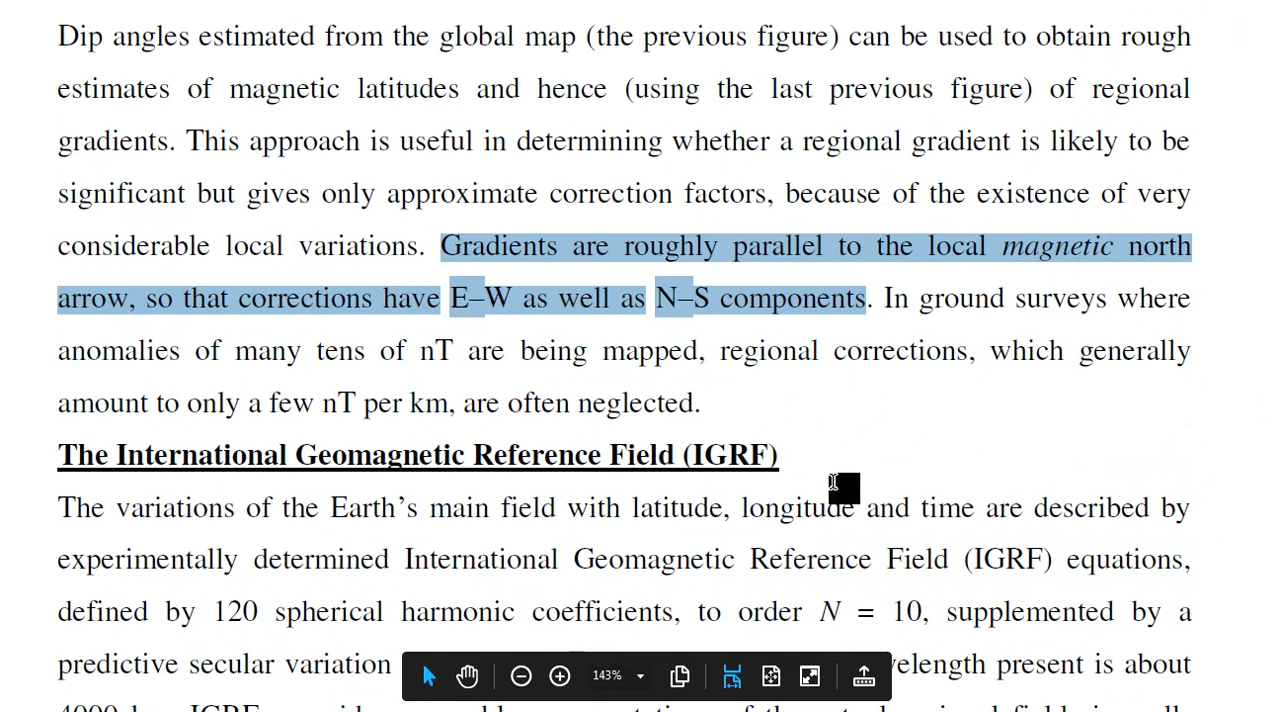 Dip angles estimated from the global map (the previous figure) can be used to obtain rough
estimates of magnetic latitudes and hence (using the last previous figure) of regional
gradients. This approach is useful in determining whether a regional gradient is likely to be
significant but gives only approximate correction factors, because of the existence of very
considerable local variations. Gradients are roughly parallel to the local magnetic north
arrow, so that corrections have E–W as well as N–S components. In ground surveys where
anomalies of many tens of nT are being mapped, regional corrections, which generally
amount to only a few nT per km, are often neglected.
The International Geomagnetic Reference Field (IGRF)
The variations of the Earth's main field with latitude, longitude and time are described by
experimentally determined International Geomagnetic Reference Field (IGRF) equations,
defined by 120 spherical harmonic coefficients, to order N = 10, supplemented by a
predictive secular variation present is about
143%